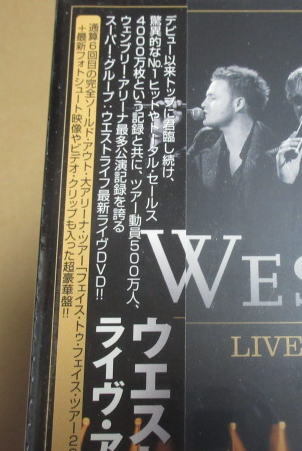 デビュー以来トップに君臨し続け、
驚異的なNo.1ヒットやトータル・セールス
4000万枚という記録と共に、ツアー動員500万人、
ウェンブリー・アリーナ最多公演記録を誇る
スーパー・グループ:ウエストライフ最新ライヴDVD!!
通算6回目の完全ソールド・アウト・大アリーナ・ツアー「フェイス・トゥ・フェイス・ツアー2
+最新フォトシュート映像やビデオ・クリップも入った超豪華盤!!
ウエス
ライヴ・ア
WES
LIVE